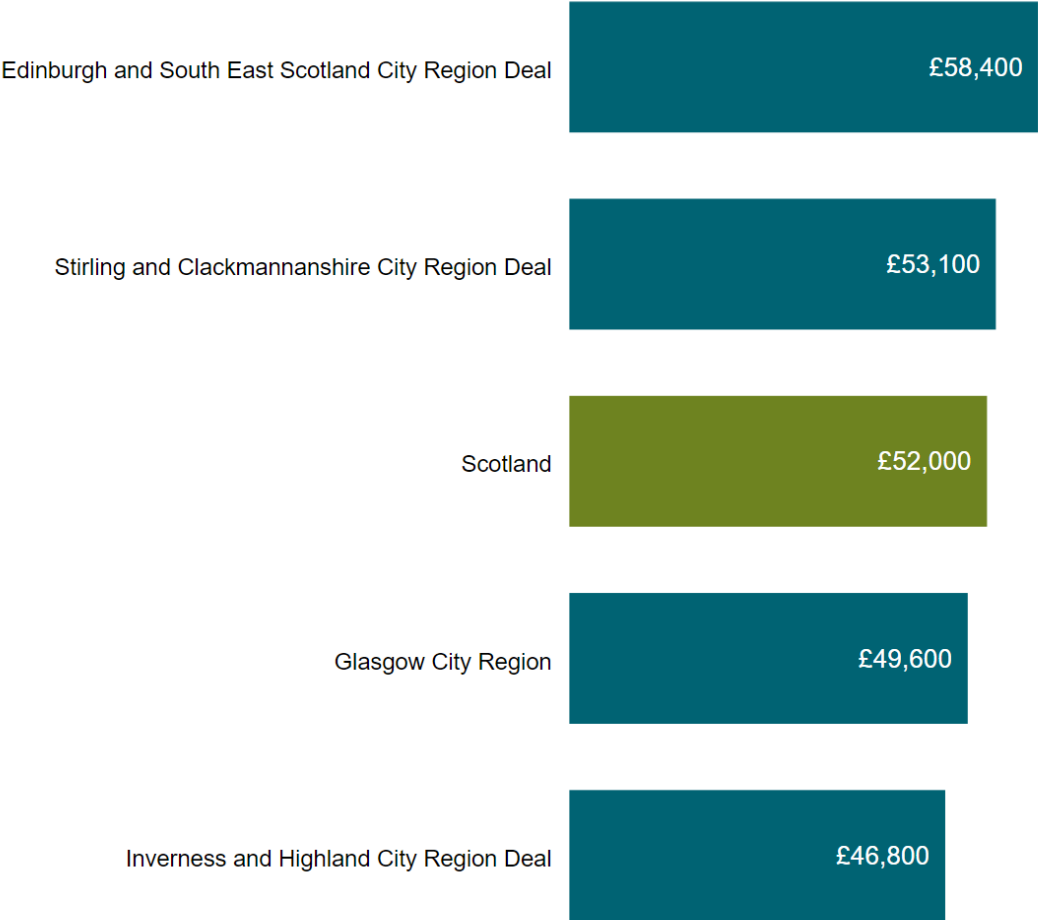 Edinburgh and South East Scotland City Region Deal £58,400
Stirling and Clackmannanshire City Region Deal £53,100
Scotland £52,000
Glasgow City Region £49,600
Inverness and Highland City Region Deal £46,800